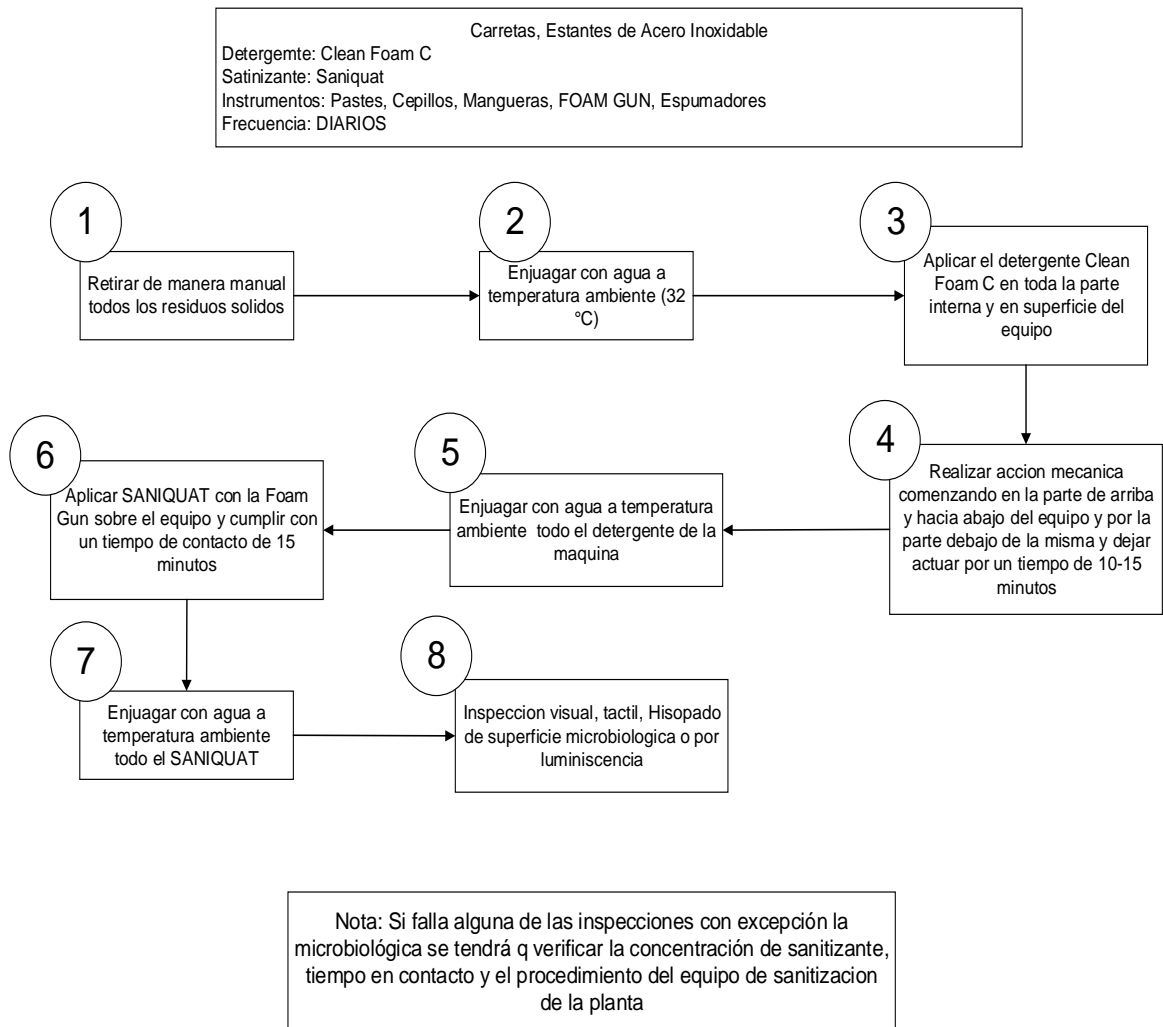 Carretas, Estantes de Acero Inoxidable
Detergemte: Clean Foam C
Satinizante: Saniquat
Instrumentos: Pastes, Cepillos, Mangueras, FOAM GUN, Espumadores
Frecuencia: DIARIOS
1
Retirar de manera manual
todos los residuos solidos
2
Enjuagar con agua a
temperatura ambiente (32
°C)
3
Aplicar el detergente Clean
Foam C en toda la parte
interna y en superficie del
equipo
4
Realizar accion mecanica
comenzando en la parte de arriba
y hacia abajo del equipo y por la
parte debajo de la misma y dejar
actuar por un tiempo de 10-15
minutos
5
Enjuagar con agua a temperatura
ambiente todo el detergente de la
maquina
6
Aplicar SANIQUAT con la Foam
Gun sobre el equipo y cumplir con
un tiempo de contacto de 15
minutos
7
Enjuagar con agua a
temperatura ambiente
todo el SANIQUAT
8
Inspeccion visual, tactil, Hisopado
de superficie microbiologica o por
luminiscencia
Nota: Si falla alguna de las inspecciones con excepción la
microbiológica se tendrá q verificar la concentración de sanitizante,
tiempo en contacto y el procedimiento del equipo de sanitizacion
de la planta